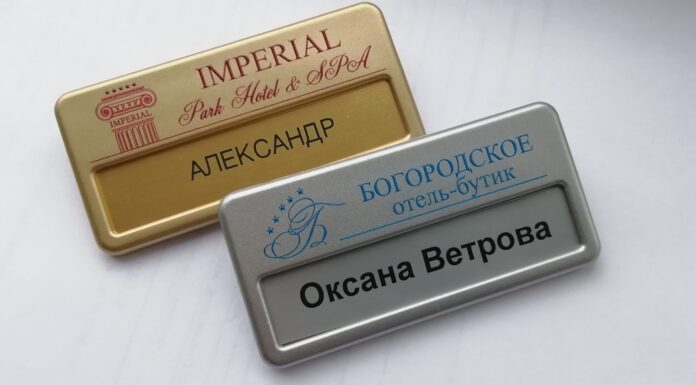 IMPERIAL
Park Hotel & SPA
IMPERIAL
АЛЕКСАНДР
БОГОРОДСКОЕ
отель-бутик
Б
Оксана Ветрова